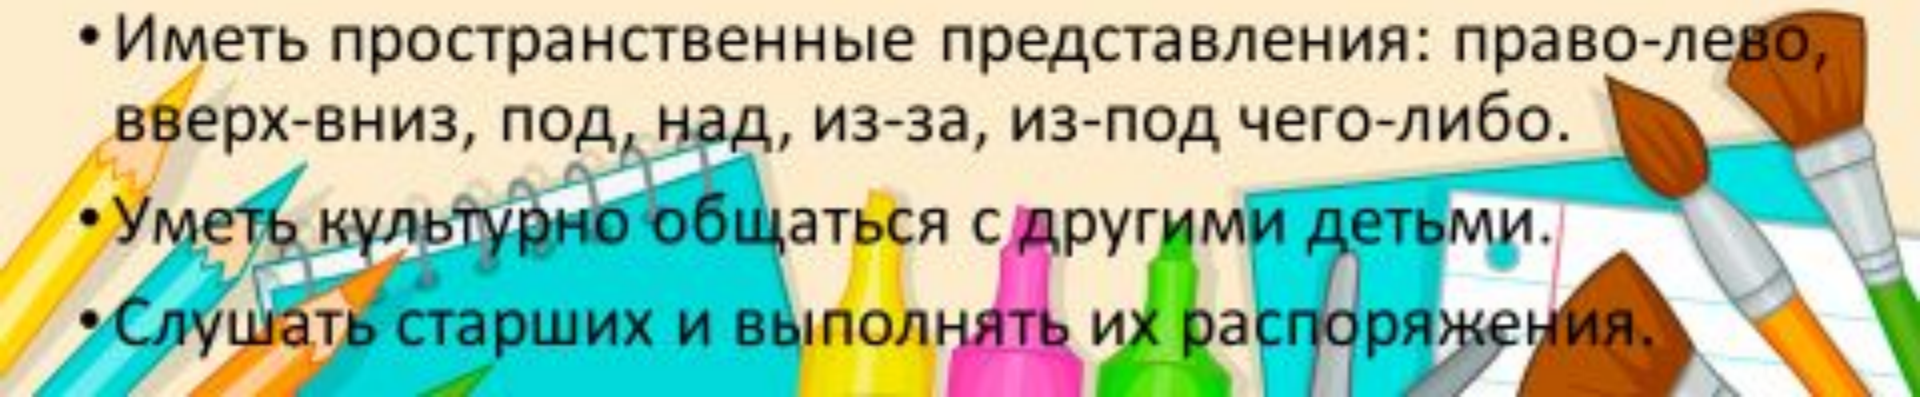 • Иметь пространственные представления: право-лево,
вверх-вниз, под, над, из-за, из-под чего-либо.
• Уметь культурно общаться с другими детьми.
• Слушать старших и выполнять их распоряжения.